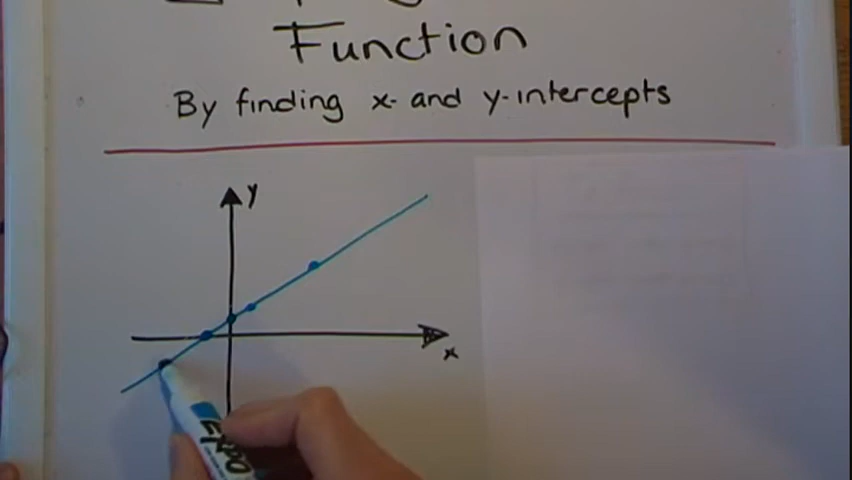 Function
By finding x- and y-intercepts
y
x
EXPO